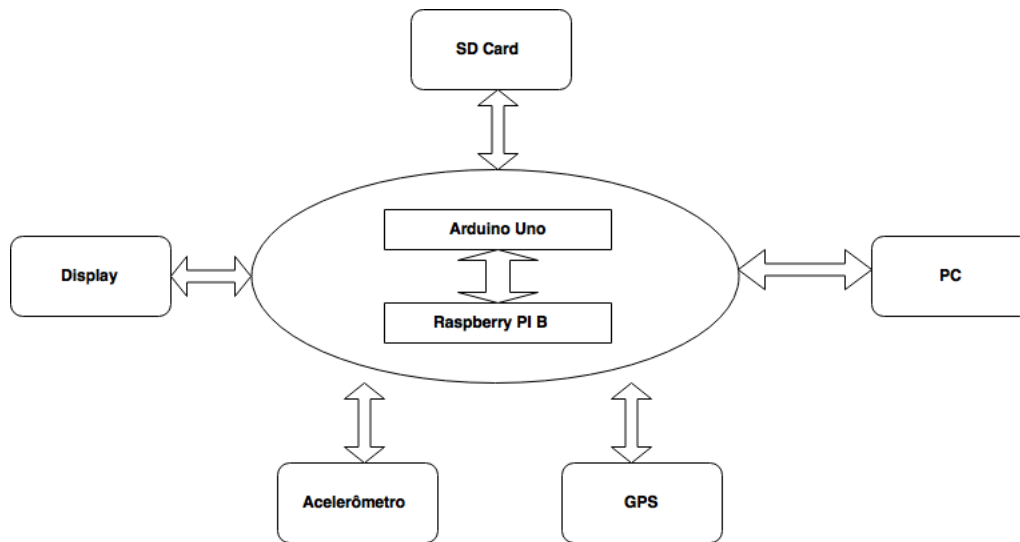 SD Card
Arduino Uno
Display
PC
Raspberry PI B
Acelerômetro
GPS